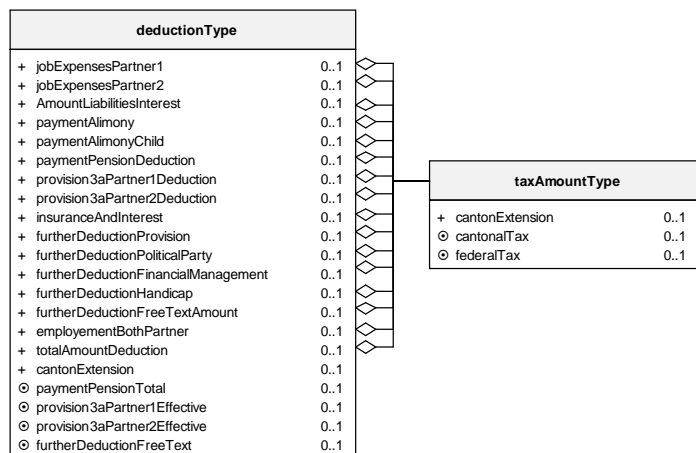 deductionType
+ jobExpensesPartner1 0..1
+ jobExpensesPartner2 0..1
+ AmountLiabilitiesInterest 0..1
+ paymentAlimony 0..1
+ paymentAlimonyChild 0..1
+ paymentPensionDeduction 0..1
+ provision3aPartner1Deduction 0..1
+ provision3aPartner2Deduction 0..1
+ insuranceAndInterest 0..1
+ furtherDeductionProvision 0..1
+ furtherDeductionPoliticalParty 0..1
+ furtherDeductionFinancialManagement 0..1
+ furtherDeductionHandicap 0..1
+ furtherDeductionFreeTextAmount 0..1
+ employementBothPartner 0..1
+ totalAmountDeduction 0..1
+ cantonExtension 0..1
⊙ paymentPensionTotal 0..1
⊙ provision3aPartner1Effective 0..1
⊙ provision3aPartner2Effective 0..1
⊙ furtherDeductionFreeText 0..1
taxAmountType
+ cantonExtension 0..1
⊙ cantonalTax 0..1
⊙ federalTax 0..1